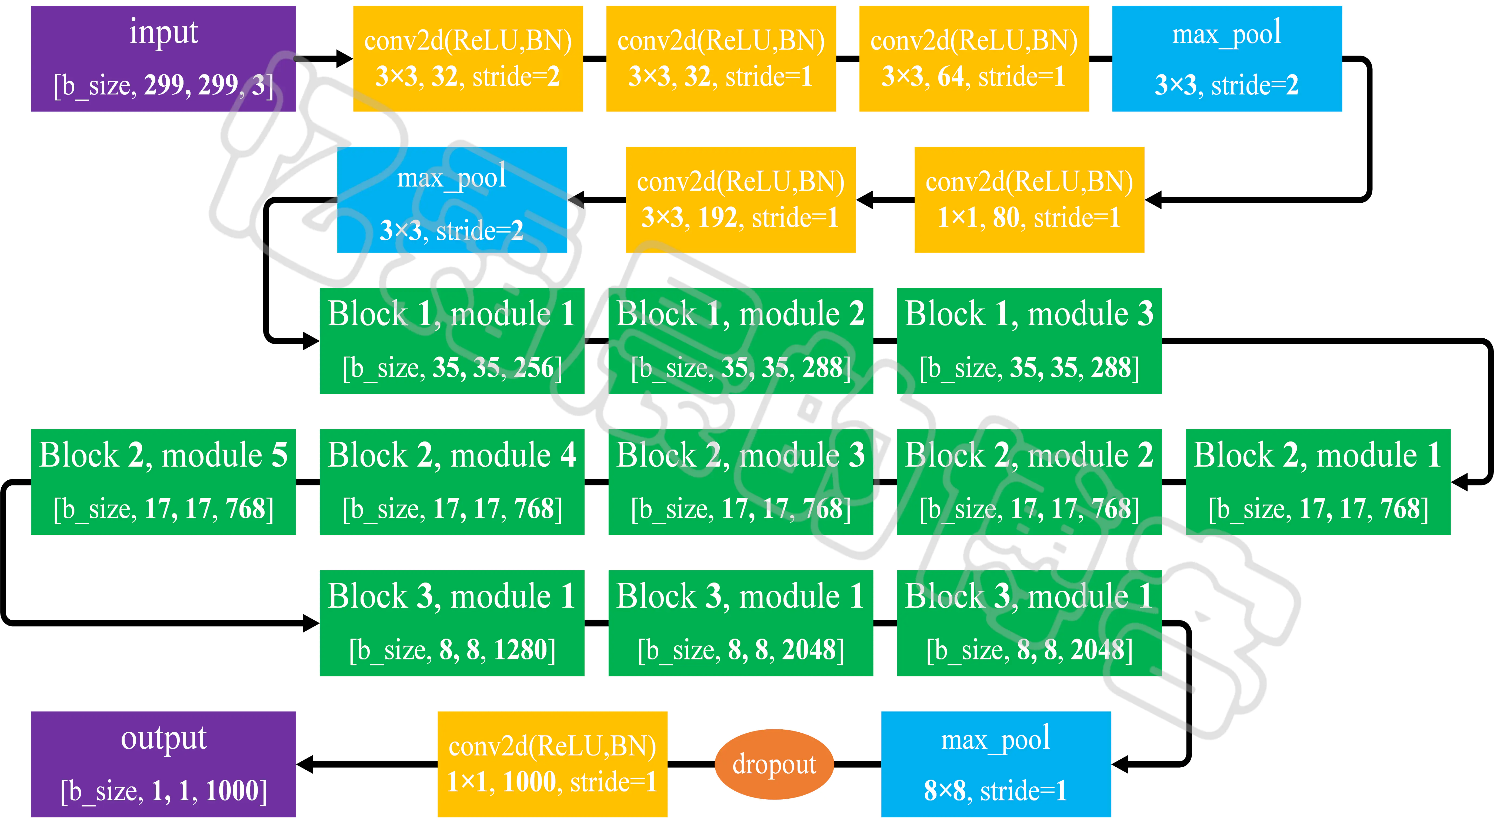 input
[b_size, 299, 299, 3]
conv2d(ReLU,BN)
3×3, 32, stride=2
conv2d(ReLU,BN)
3×3, 32, stride=1
conv2d(ReLU,BN)
3×3, 64, stride=1
max_pool
3×3, stride=2
conv2d(ReLU,BN)
1×1, 80, stride=1
conv2d(ReLU,BN)
3×3, 192, stride=1
max_pool
3×3, stride=2
Block 1, module 1
[b_size, 35, 35, 256]
Block 1, module 2
[b_size, 35, 35, 288]
Block 1, module 3
[b_size, 35, 35, 288]
Block 2, module 1
[b_size, 17, 17, 768]
Block 2, module 2
[b_size, 17, 17, 768]
Block 2, module 3
[b_size, 17, 17, 768]
Block 2, module 4
[b_size, 17, 17, 768]
Block 2, module 5
[b_size, 17, 17, 768]
Block 3, module 1
[b_size, 8, 8, 1280]
Block 3, module 1
[b_size, 8, 8, 2048]
Block 3, module 1
[b_size, 8, 8, 2048]
max_pool
8×8, stride=1
dropout
conv2d(ReLU,BN)
1×1, 1000, stride=1
output
[b_size, 1, 1, 1000]
亿智晨的博客